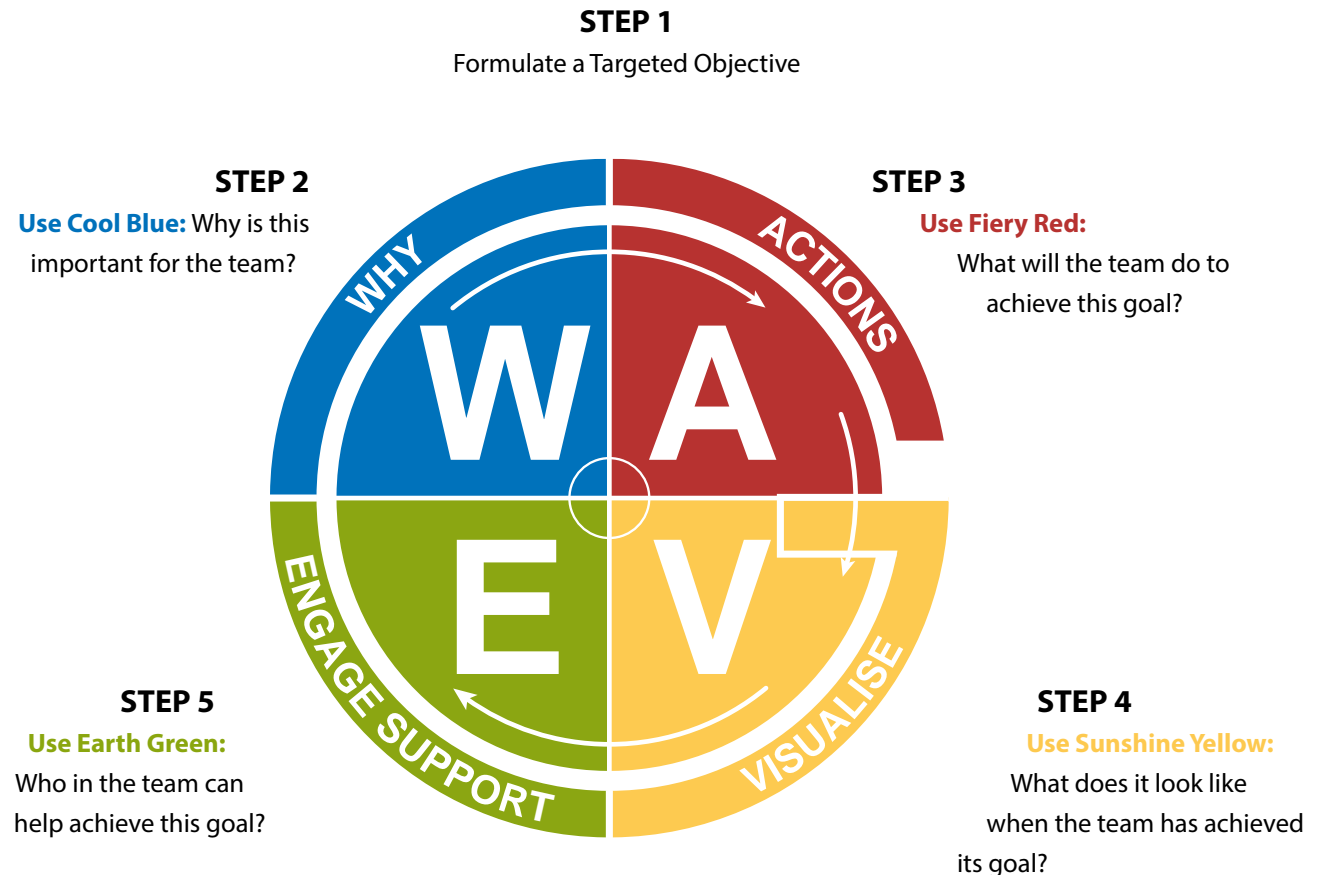 STEP 1
Formulate a Targeted Objective
STEP 2
Use Cool Blue: Why is this
important for the team?
STEP 3
Use Fiery Red:
What will the team do to
achieve this goal?
WHY
ACTIONS
W
A
E
V
ENGAGE SUPPORT
VISUALISE
STEP 5
Use Earth Green:
Who in the team can
help achieve this goal?
STEP 4
Use Sunshine Yellow:
What does it look like
when the team has achieved
its goal?